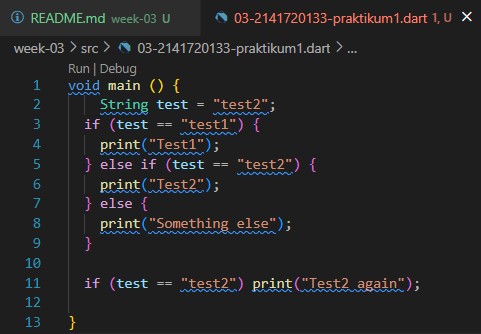 README.md week-03 U
03-2141720133-praktikum1.dart 1, U
week-03 > src > 03-2141720133-praktikum1.dart > ...
Run | Debug
1 void main () {
2 String test = "test2";
3 if (test == "test1") {
4 print("Test1");
5 } else if (test == "test2") {
6 print("Test2");
7 } else {
8 print("Something else");
9 }
10
11 if (test == "test2") print("Test2 again");
12
13 }